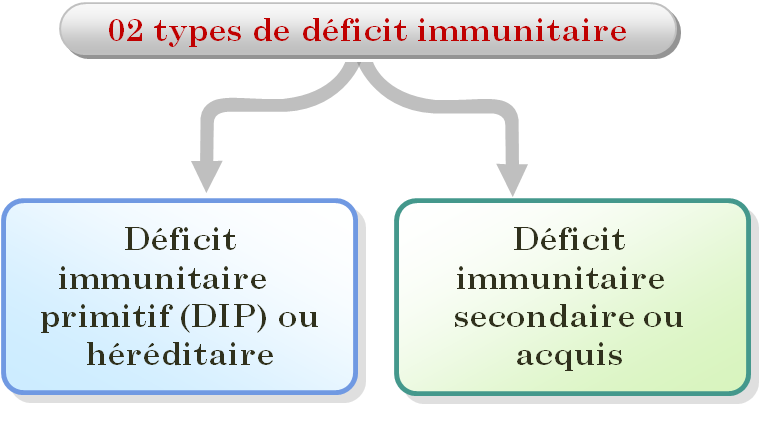 02 types de déficit immunitaire
Déficit
immunitaire
primitif (DIP) ou
héréditaire
Déficit
immunitaire
secondaire ou
acquis